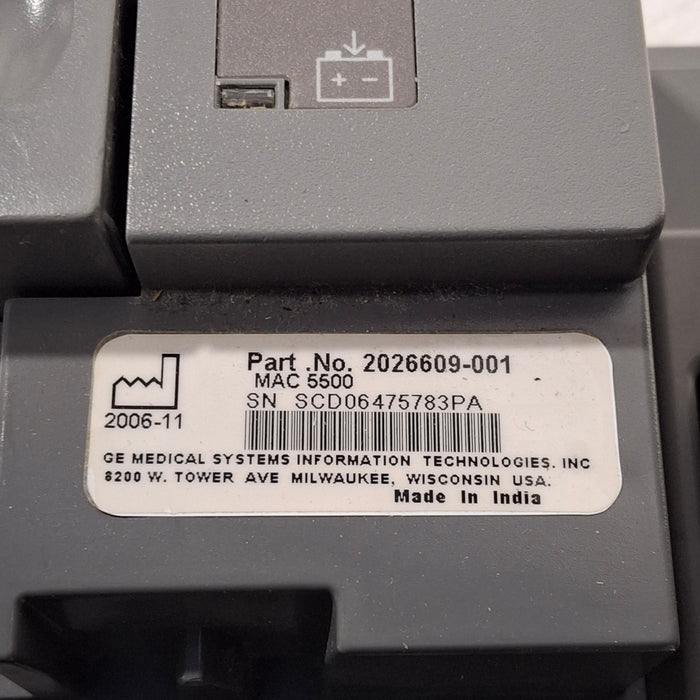 Part .No. 2026609-001
MAC 5500
SN SCD06475783PA
2006-11
GE MEDICAL SYSTEMS INFORMATION TECHNOLOGIES. INC
8200 W. TOWER AVE MILWAUKEE, WISCONSIN USA.
Made In India